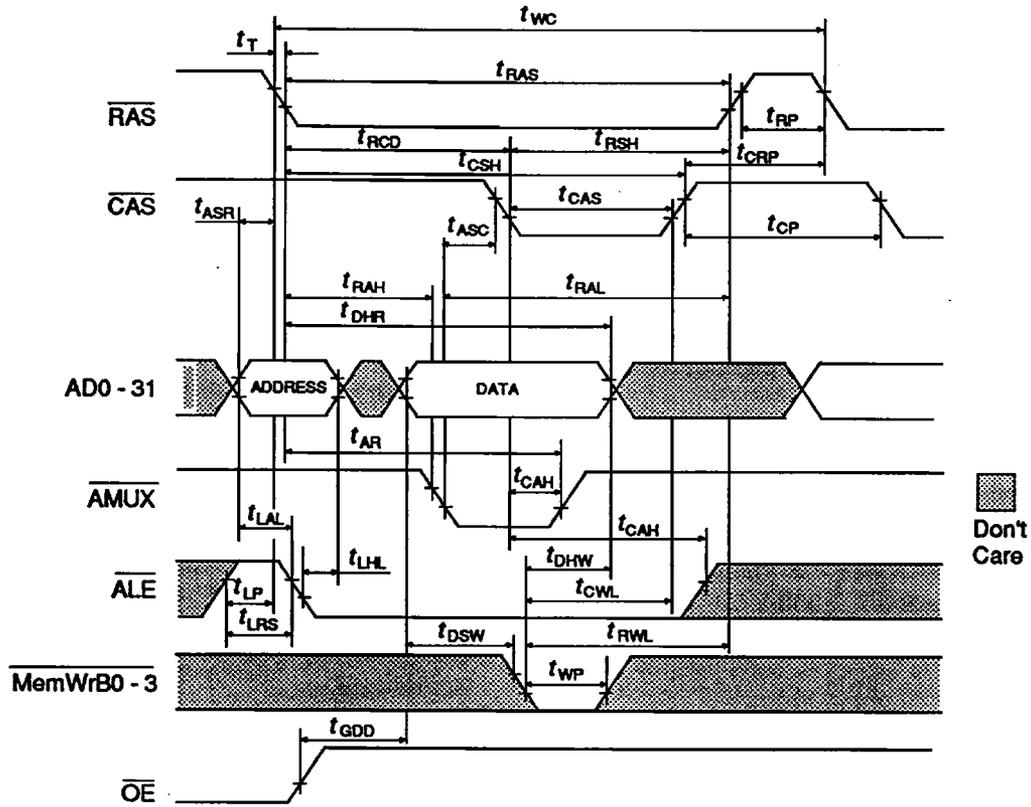 tWC
tT
tRAS
RAS
tRP
tRCD
tRSH
tCRP
tCSH
CAS
tCAS
tASR
tCP
tASC
tRAH
tRAL
tDHR
AD0 - 31
ADDRESS
DATA
tAR
tCAH
AMUX
tLAL
tCAH
Don't
Care
tLHL
tDHW
ALE
tLP
tCWL
tLRS
tDSW
tRWL
MemWrB0 - 3
tWP
tGDD
OE